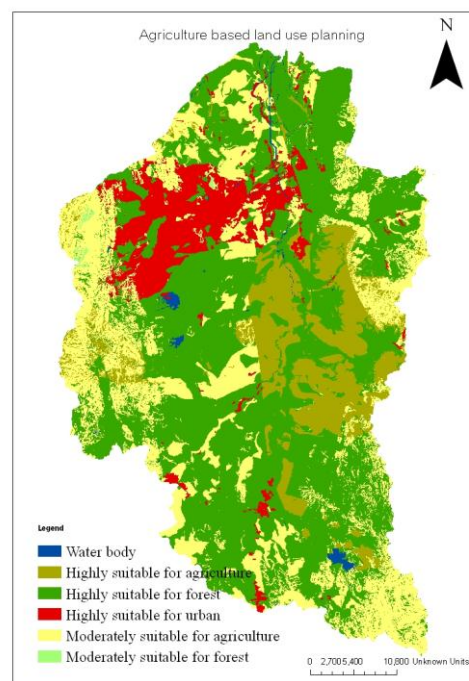 Agriculture based land use planning
N
Legend
Water body
Highly suitable for agriculture
Highly suitable for forest
Highly suitable for urban
Moderately suitable for agriculture
Moderately suitable for forest
0 2,7005,400 10,800 Unknown Units